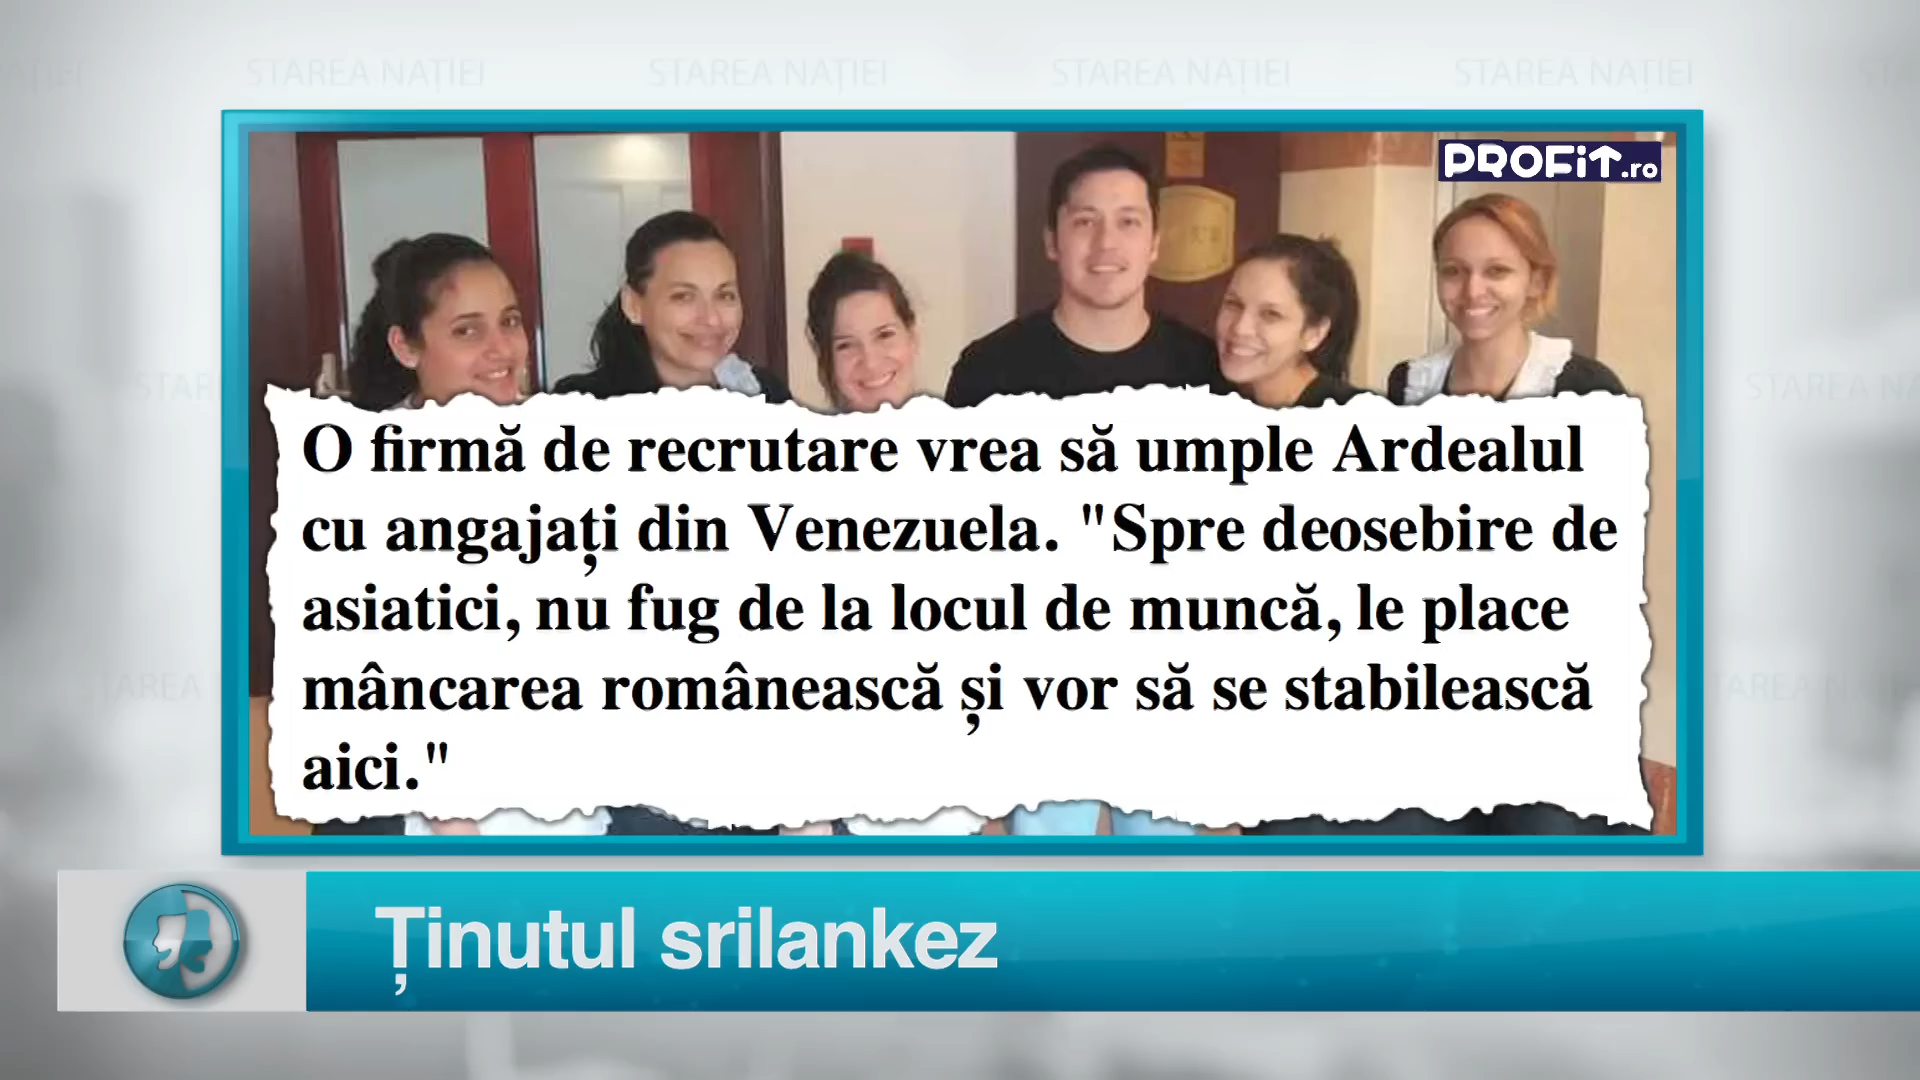 STAREA NAȚIEI STAREA NAȚIEI STAREA NAȚIEI STAREA NAȚIEI
PROFIT.ro
O firmă de recrutare vrea să umple Ardealul
cu angajați din Venezuela. "Spre deosebire de
asiatici, nu fug de la locul de muncă, le place
mâncarea românească și vor să se stabilească
aici."
Ținutul srilankez